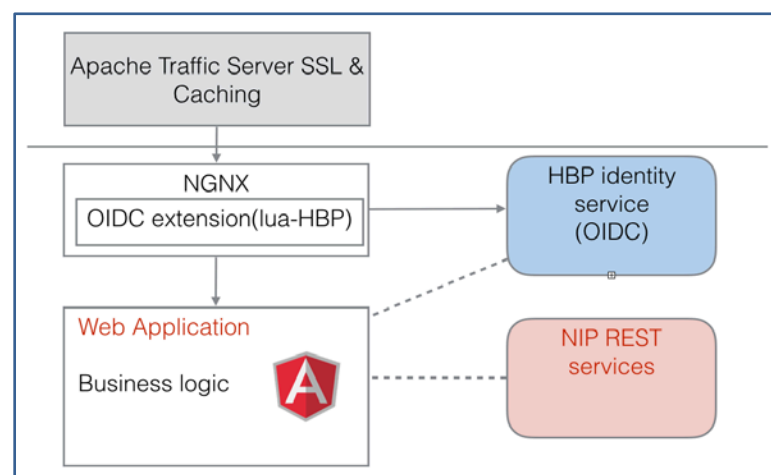 Apache Traffic Server SSL &
Caching
NGNX
OIDC extension(lua-HBP)
HBP identity
service
(OIDC)
Web Application
Business logic
A
NIP REST
services